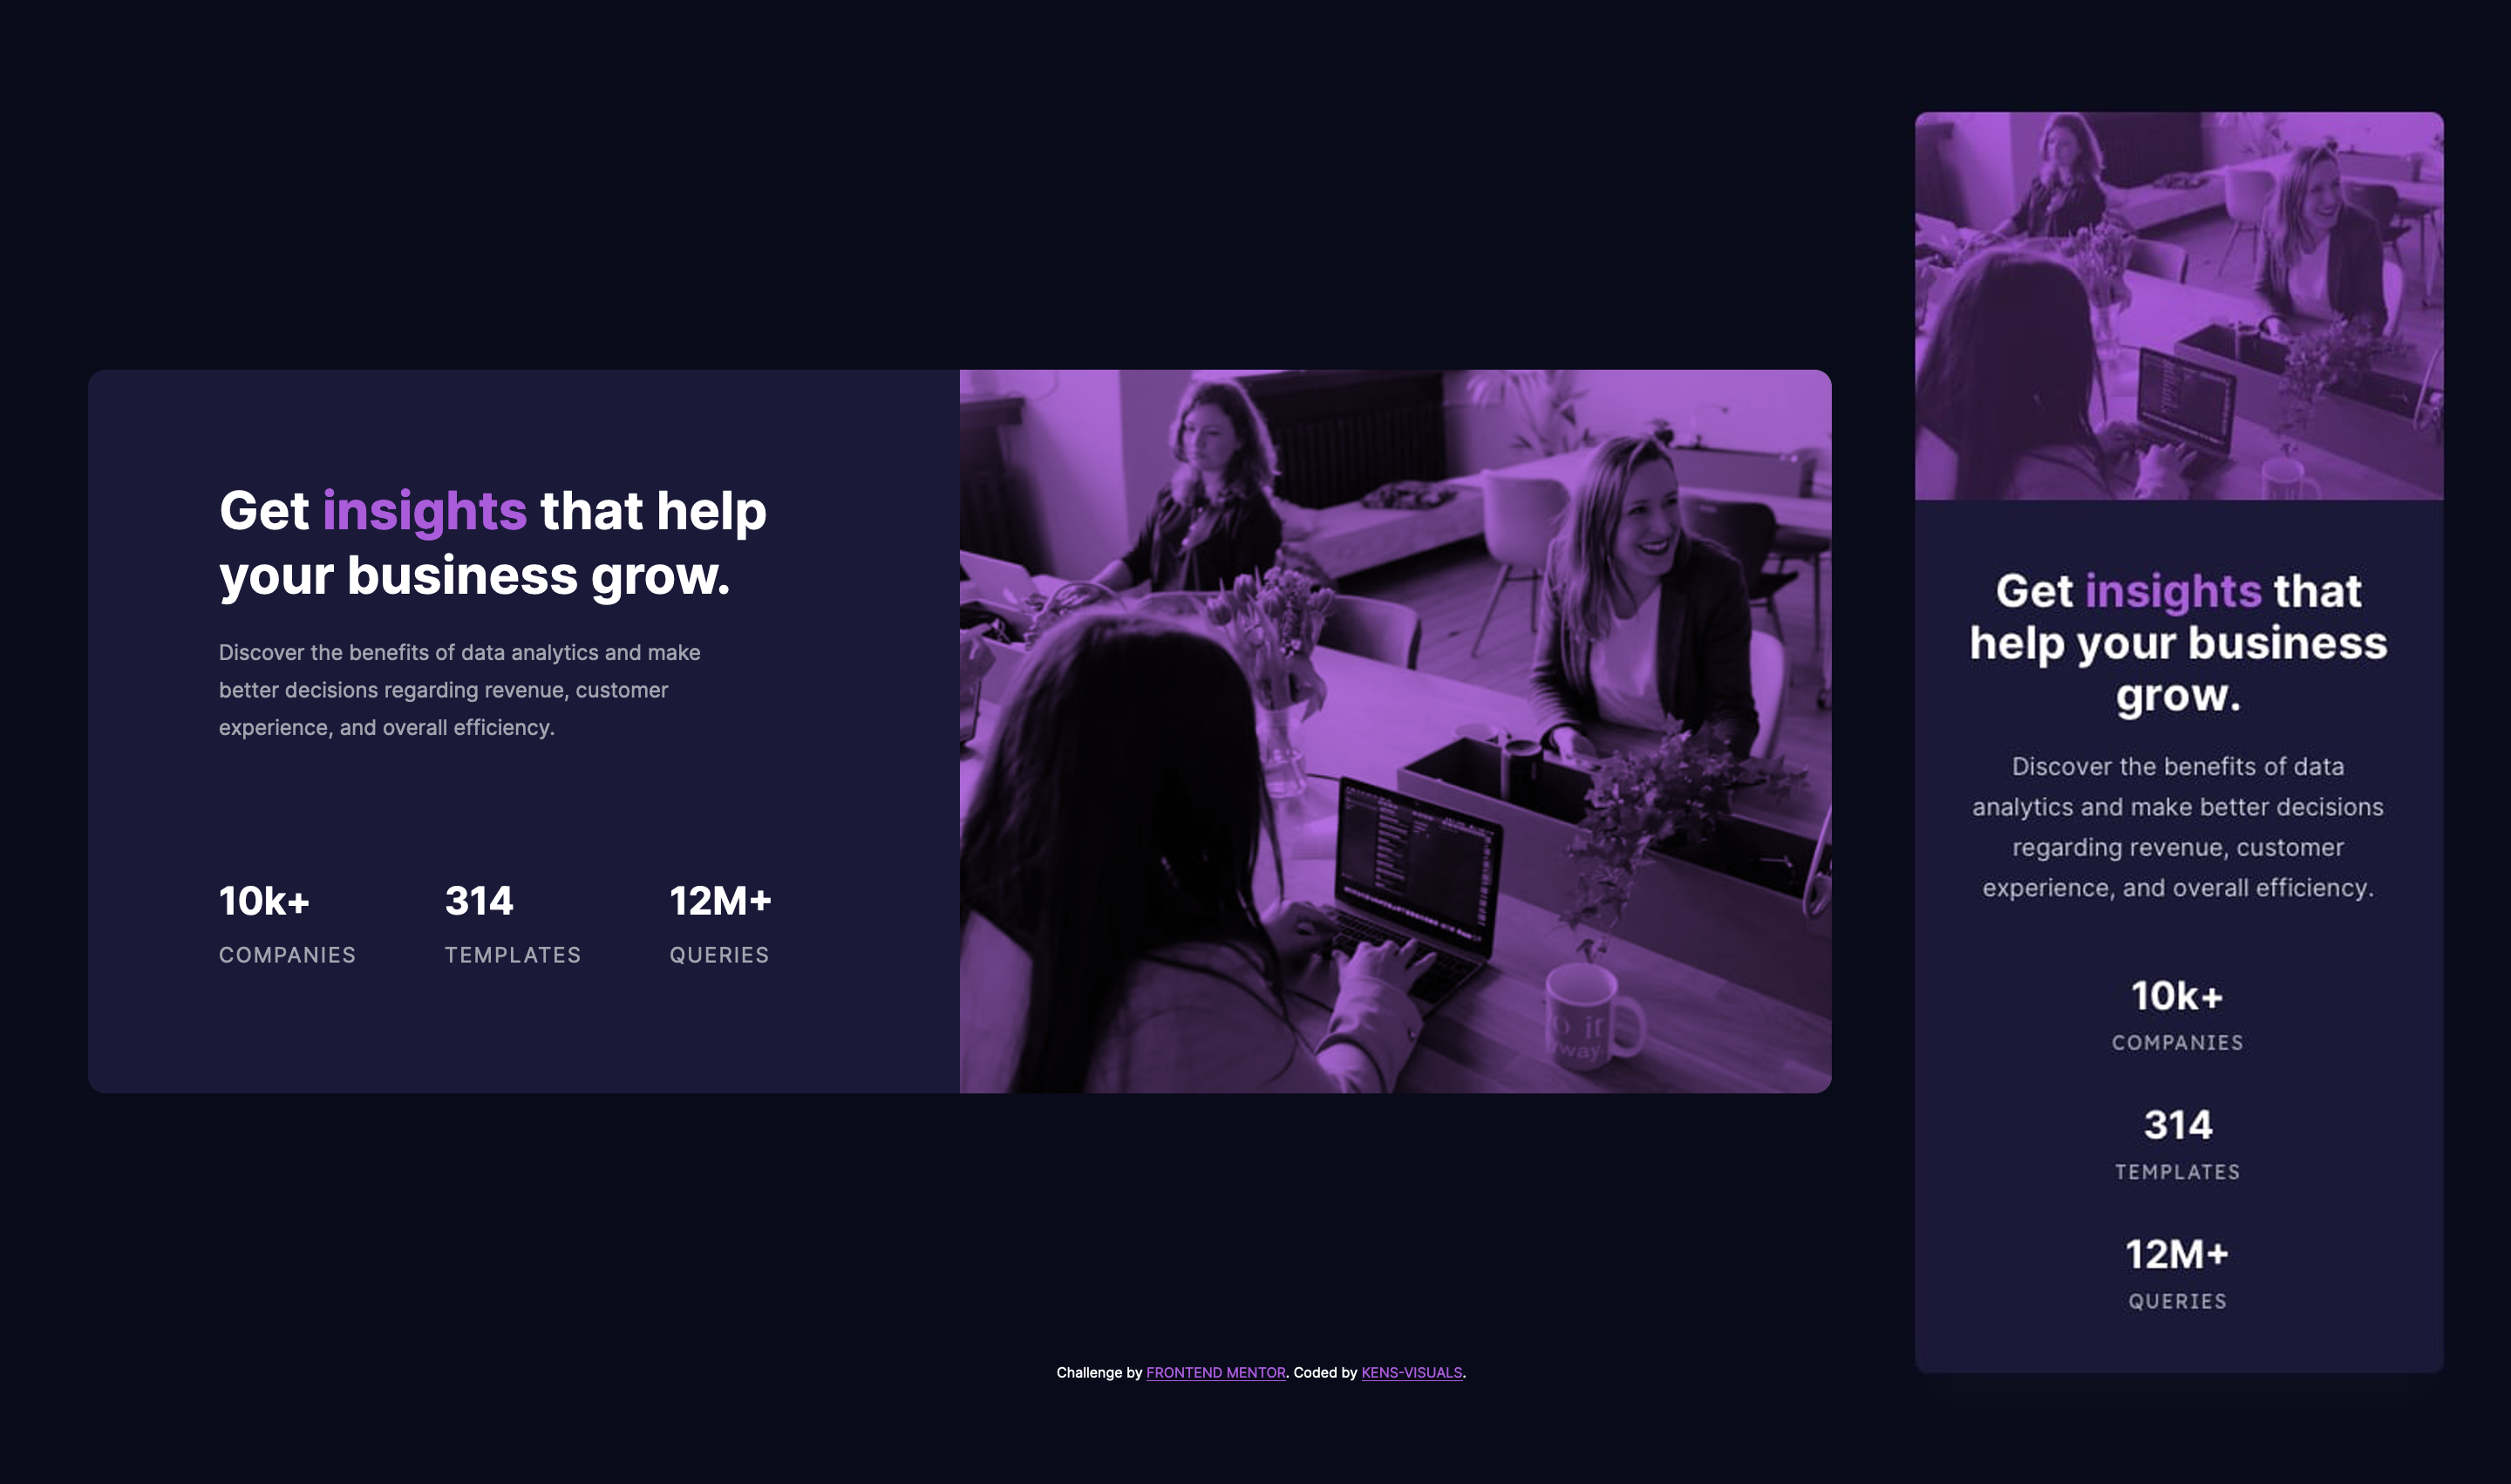 Get insights that help
your business grow.
Discover the benefits of data analytics and make
better decisions regarding revenue, customer
experience, and overall efficiency.
10k+ 314 12M+
COMPANIES TEMPLATES QUERIES
it
way.
Get insights that
help your business
grow.
Discover the benefits of data
analytics and make better decisions
regarding revenue, customer
experience, and overall efficiency.
10k+
COMPANIES
314
TEMPLATES
12M+
QUERIES
Challenge by FRONTEND MENTOR. Coded by KENS-VISUALS.